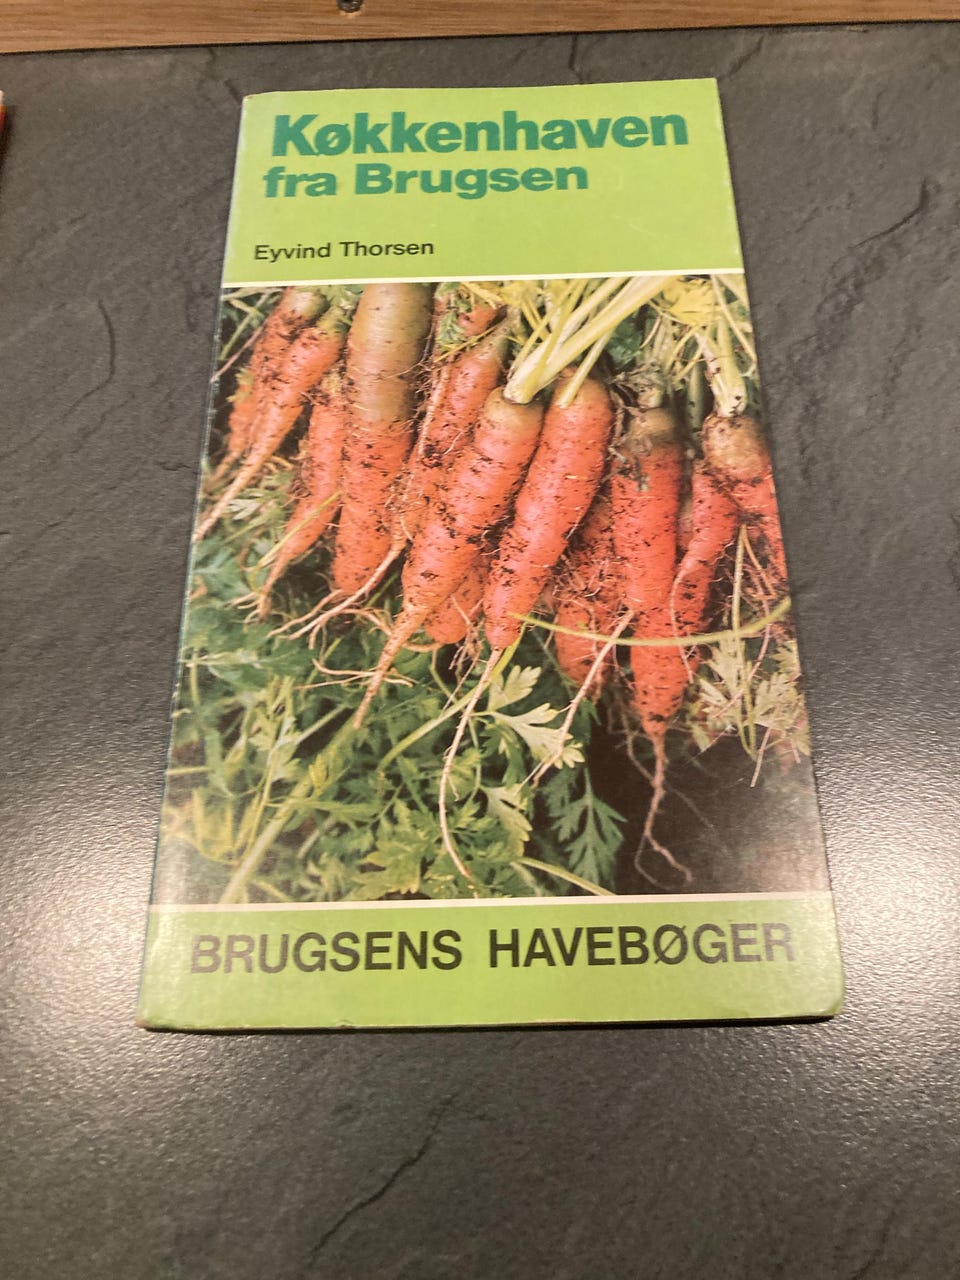 Køkkenhaven
fra Brugsen
Eyvind Thorsen
BRUGSENS HAVEBØGER